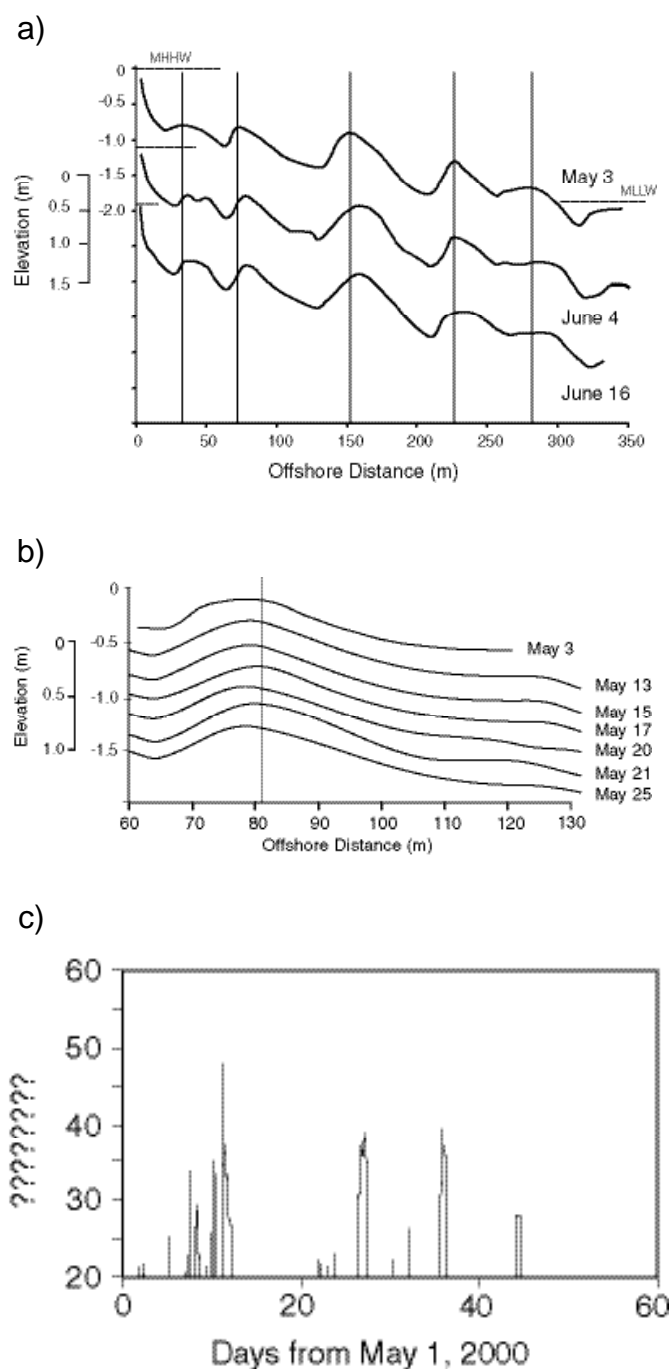 a)
MHHW
0
-0.5
-1.0
-1.5
-2.0
0
0.5
1.0
1.5
Elevation (m)
May 3
MLLW
June 4
June 16
0 50 100 150 200 250 300 350
Offshore Distance (m)
b)
0
-0.5
-1.0
-1.5
0
0.5
1.0
Elevation (m)
May 3
May 13
May 15
May 17
May 20
May 21
May 25
60 70 80 90 100 110 120 130
Offshore Distance (m)
c)
60
50
40
30
20
????????
0 20 40 60
Days from May 1, 2000